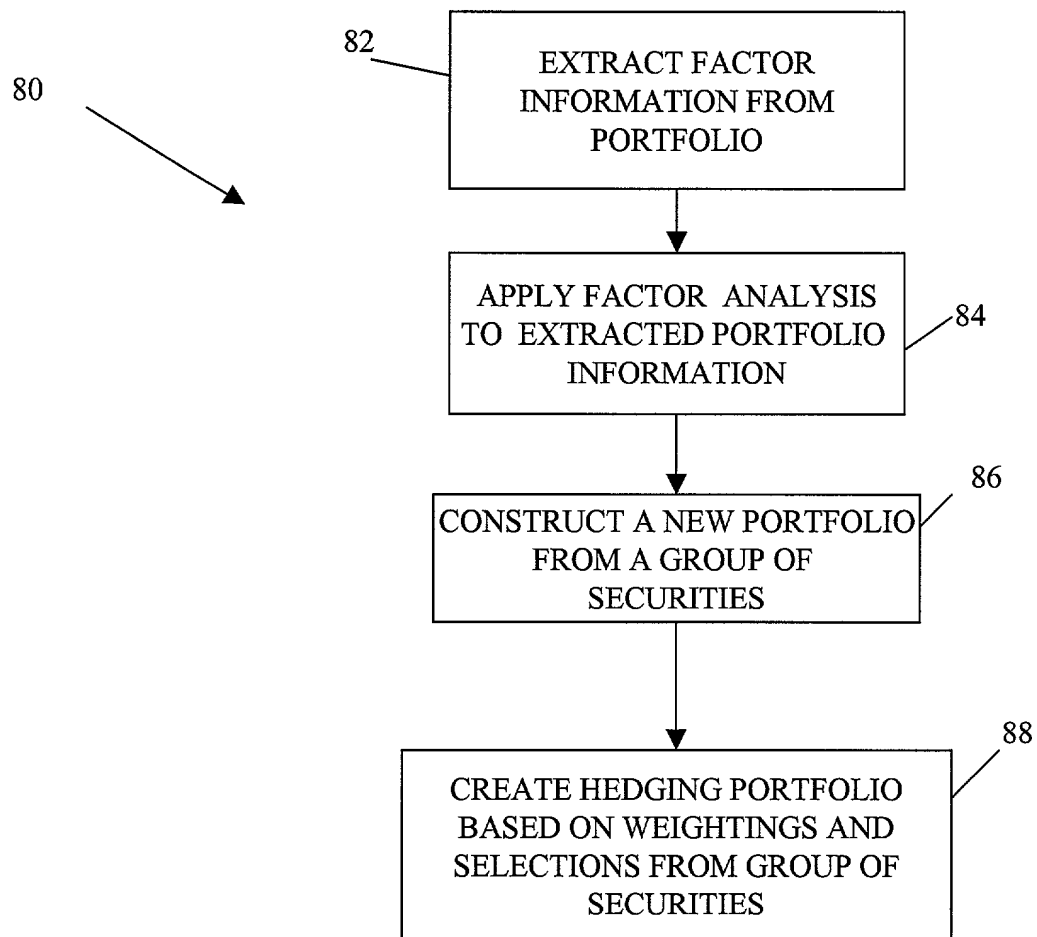 80
82
EXTRACT FACTOR
INFORMATION FROM
PORTFOLIO
APPLY FACTOR ANALYSIS
TO EXTRACTED PORTFOLIO
INFORMATION
84
86
CONSTRUCT A NEW PORTFOLIO
FROM A GROUP OF
SECURITIES
88
CREATE HEDGING PORTFOLIO
BASED ON WEIGHTINGS AND
SELECTIONS FROM GROUP OF
SECURITIES